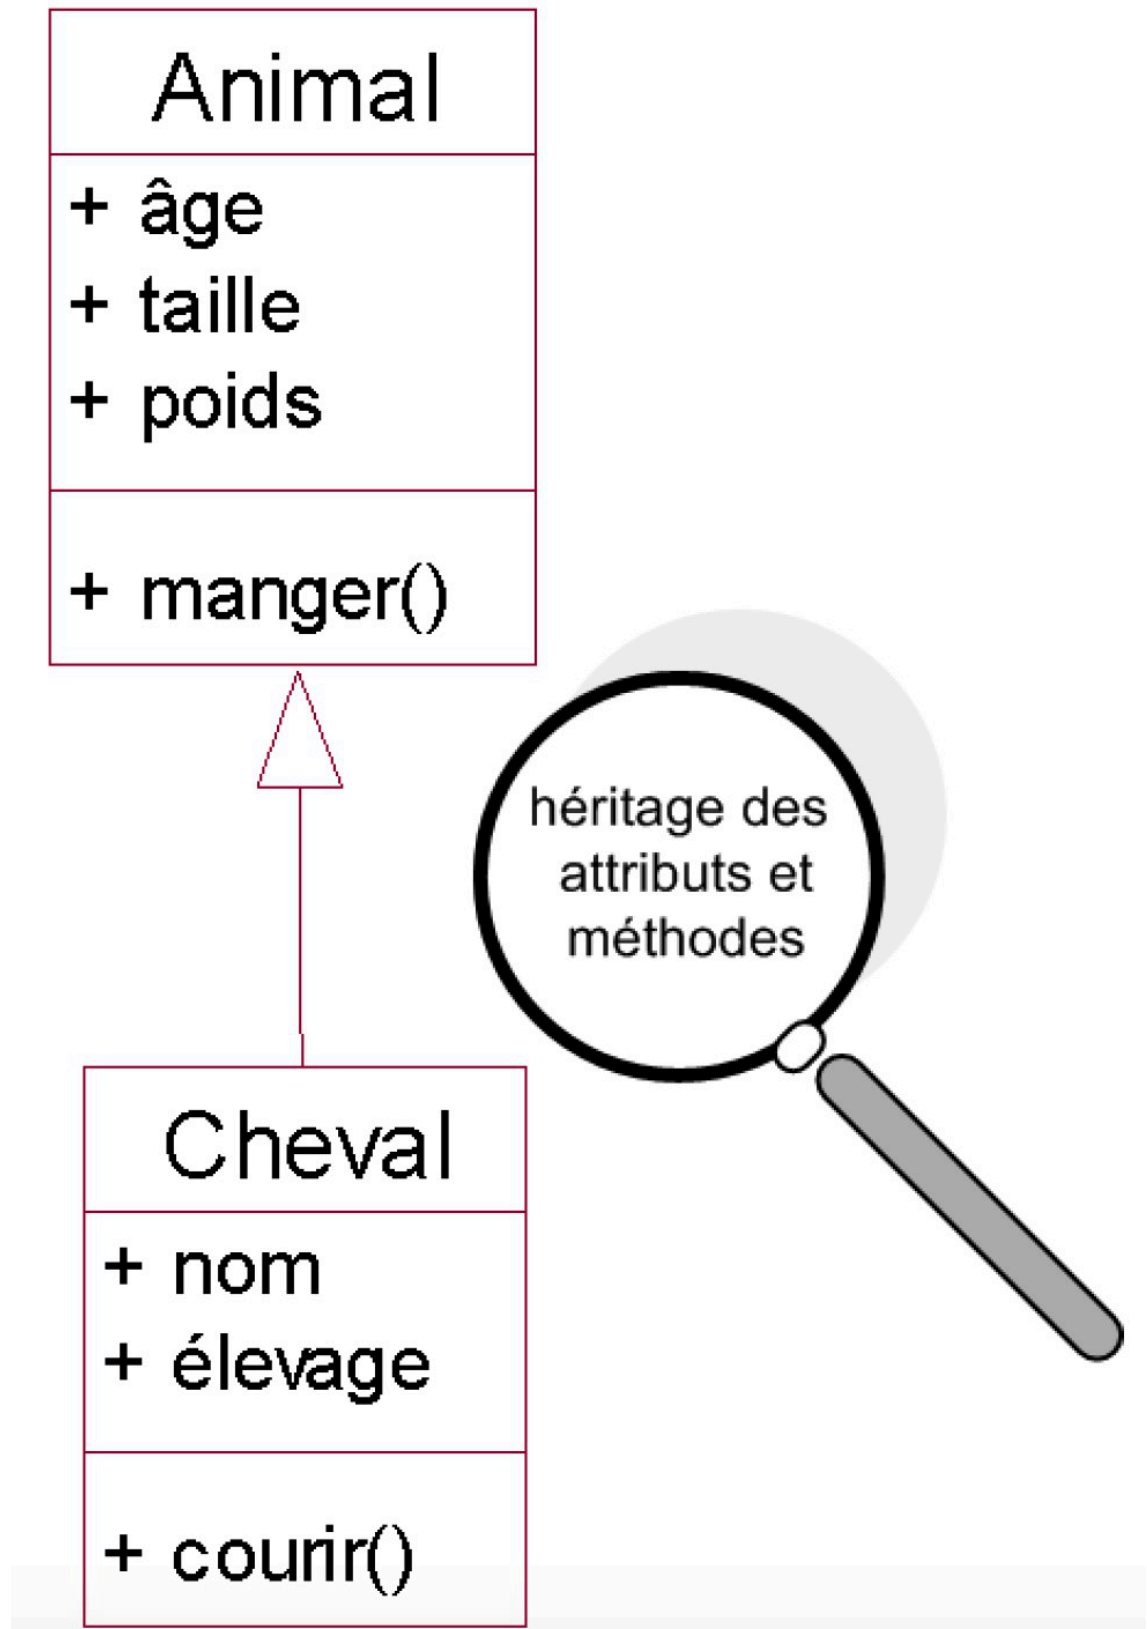 Animal
+ âge
+ taille
+ poids
+ manger()
héritage des
attributs et
méthodes
Cheval
+ nom
+ élevage
+ courir()